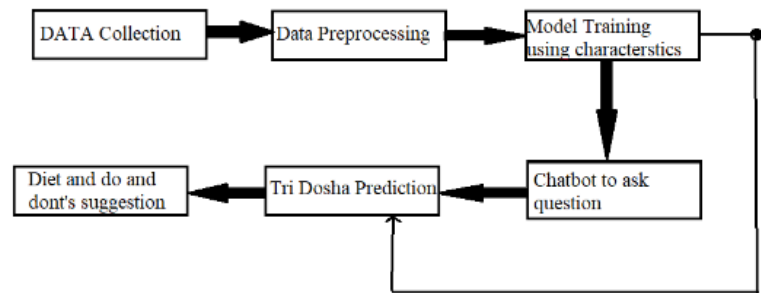 DATA Collection
Data Preprocessing
Model Training
using characterstics
Chatbot to ask
question
Tri Dosha Prediction
Diet and do and
dont's suggestion